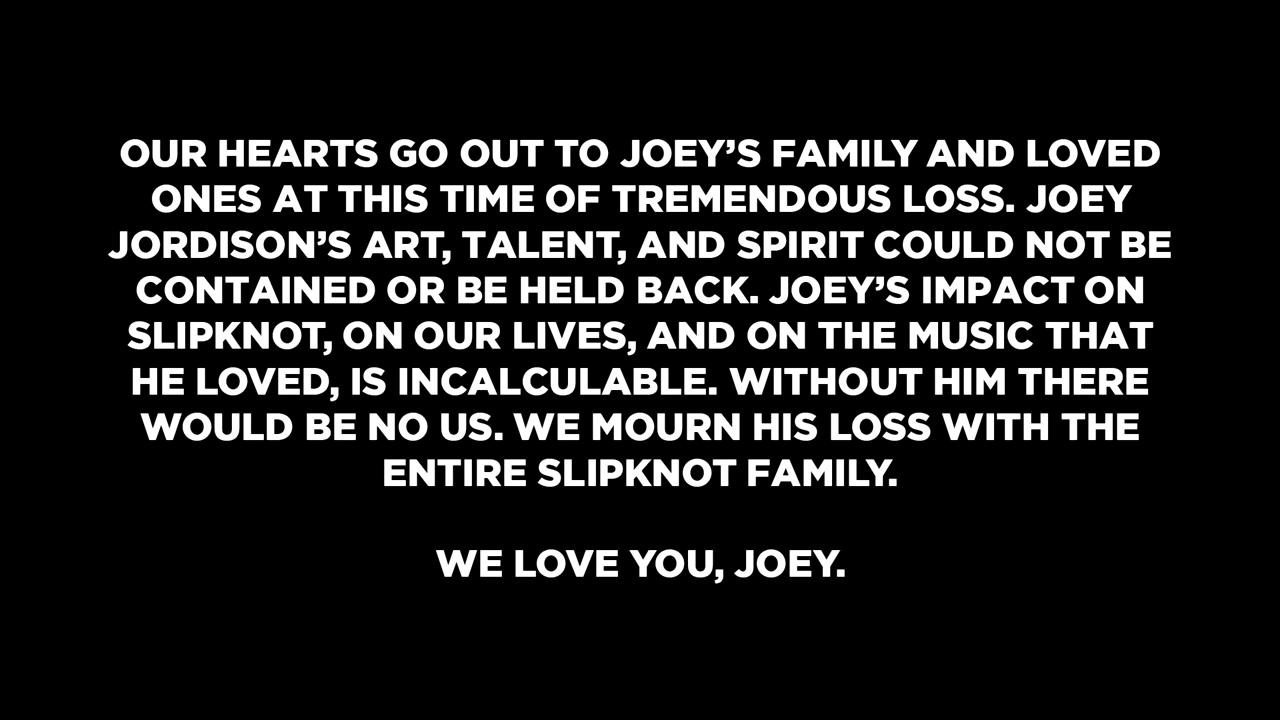 OUR HEARTS GO OUT TO JOEY’S FAMILY AND LOVED
ONES AT THIS TIME OF TREMENDOUS LOSS. JOEY
JORDISON’S ART, TALENT, AND SPIRIT COULD NOT BE
CONTAINED OR BE HELD BACK. JOEY’S IMPACT ON
SLIPKNOT, ON OUR LIVES, AND ON THE MUSIC THAT
HE LOVED, IS INCALCULABLE. WITHOUT HIM THERE
WOULD BE NO US. WE MOURN HIS LOSS WITH THE
ENTIRE SLIPKNOT FAMILY.
WE LOVE YOU, JOEY.